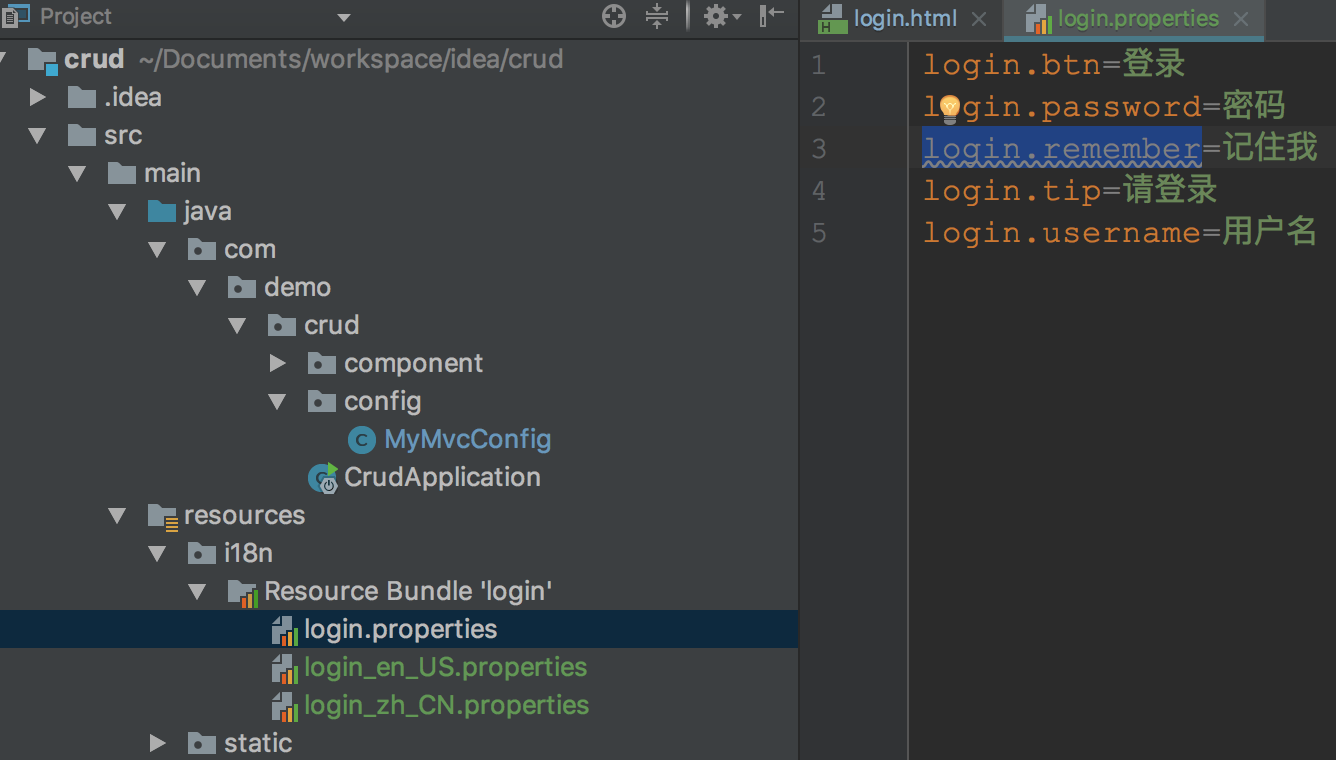 Project
crud ~/Documents/workspace/idea/crud
.idea
src
main
java
com
demo
crud
component
config
MyMvcConfig
CrudApplication
resources
i18n
Resource Bundle 'login'
login.properties
login_en_US.properties
login_zh_CN.properties
static
login.html
login.properties
1 login.btn=登录
2 login.password=密码
3 login.remember=记住我
4 login.tip=请登录
5 login.username=用户名